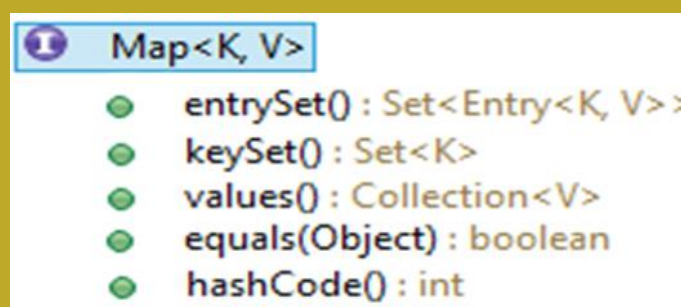 I Map<K, V>
entrySet() : Set<Entry<K, V>>
keySet() : Set<K>
values() : Collection<V>
equals(Object) : boolean
hashCode() : int